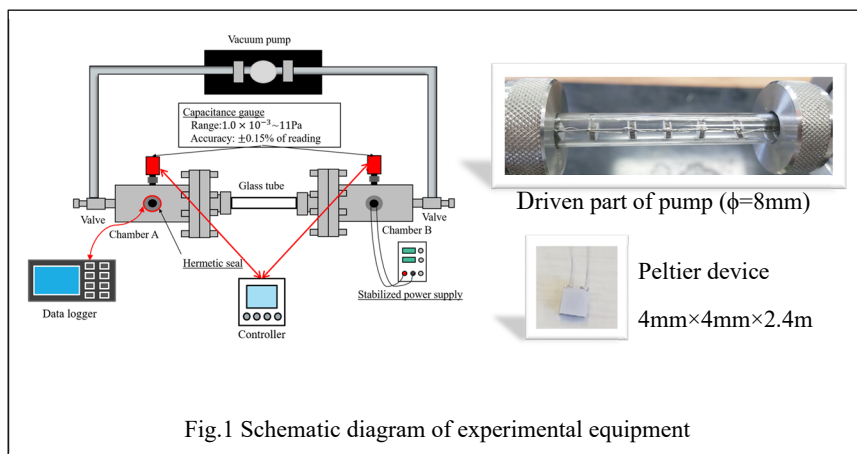 Vacuum pump
Capacitance gauge
Range:1.0 × 10⁻³~11Pa
Accuracy: ±0.15% of reading
Glass tube
Valve
Chamber A
Chamber B
Valve
Hermetic seal
Stabilized power supply
Data logger
Controller
Driven part of pump (ϕ=8mm)
Peltier device
4mm×4mm×2.4m
Fig.1 Schematic diagram of experimental equipment